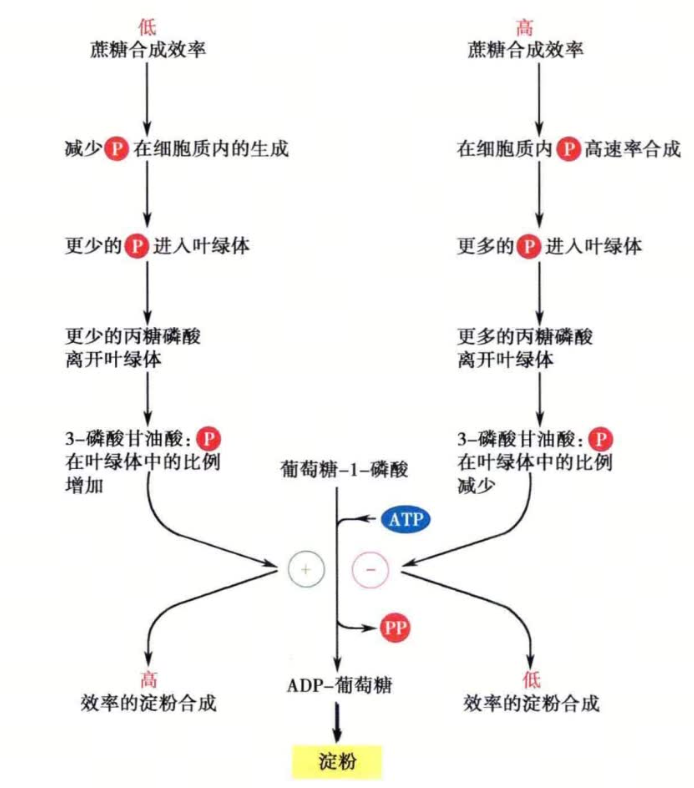 低
蔗糖合成效率
减少 P 在细胞质内的生成
更少的 P 进入叶绿体
更少的丙糖磷酸
离开叶绿体
3-磷酸甘油酸：P
在叶绿体中的比例
增加
高
效率的淀粉合成
葡萄糖-1-磷酸
ATP
+
-
PP
ADP-葡萄糖
淀粉
高
蔗糖合成效率
在细胞质内 P 高速率合成
更多的 P 进入叶绿体
更多的丙糖磷酸
离开叶绿体
3-磷酸甘油酸：P
在叶绿体中的比例
减少
低
效率的淀粉合成